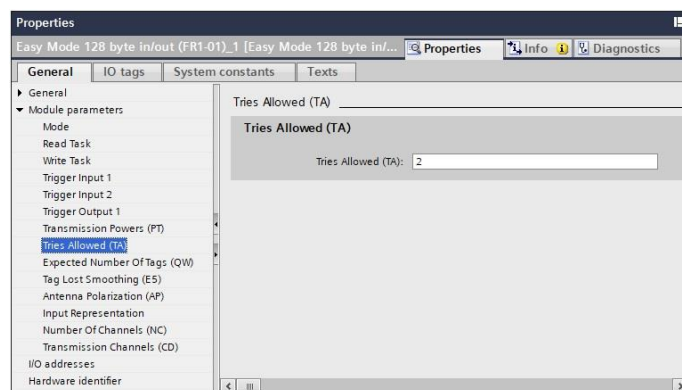 Properties
Easy Mode 128 byte in/out (FR1-01)_1 [Easy Mode 128 byte in/...
Properties
Info
Diagnostics
General
IO tags
System constants
Texts
General
Module parameters
Mode
Read Task
Write Task
Trigger Input 1
Trigger Input 2
Trigger Output 1
Transmission Powers (PT)
Tries Allowed (TA)
Expected Number Of Tags (QW)
Tag Lost Smoothing (E5)
Antenna Polarization (AP)
Input Representation
Number Of Channels (NC)
Transmission Channels (CD)
I/O addresses
Hardware identifier
Tries Allowed (TA)
Tries Allowed (TA)
Tries Allowed (TA): 2